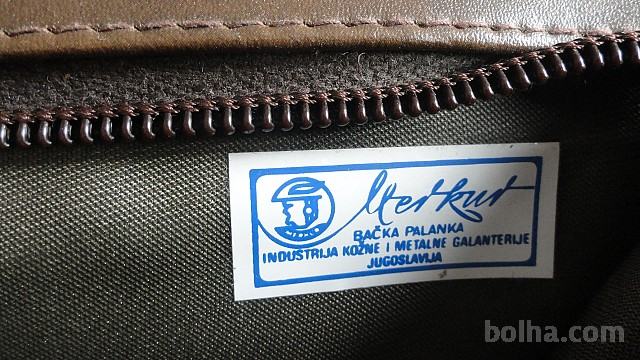 Merkur
BAČKA PALANKA
INDUSTRIJA KOŽNE I METALNE GALANTERIJE
JUGOSLAVIJA
bolha.com